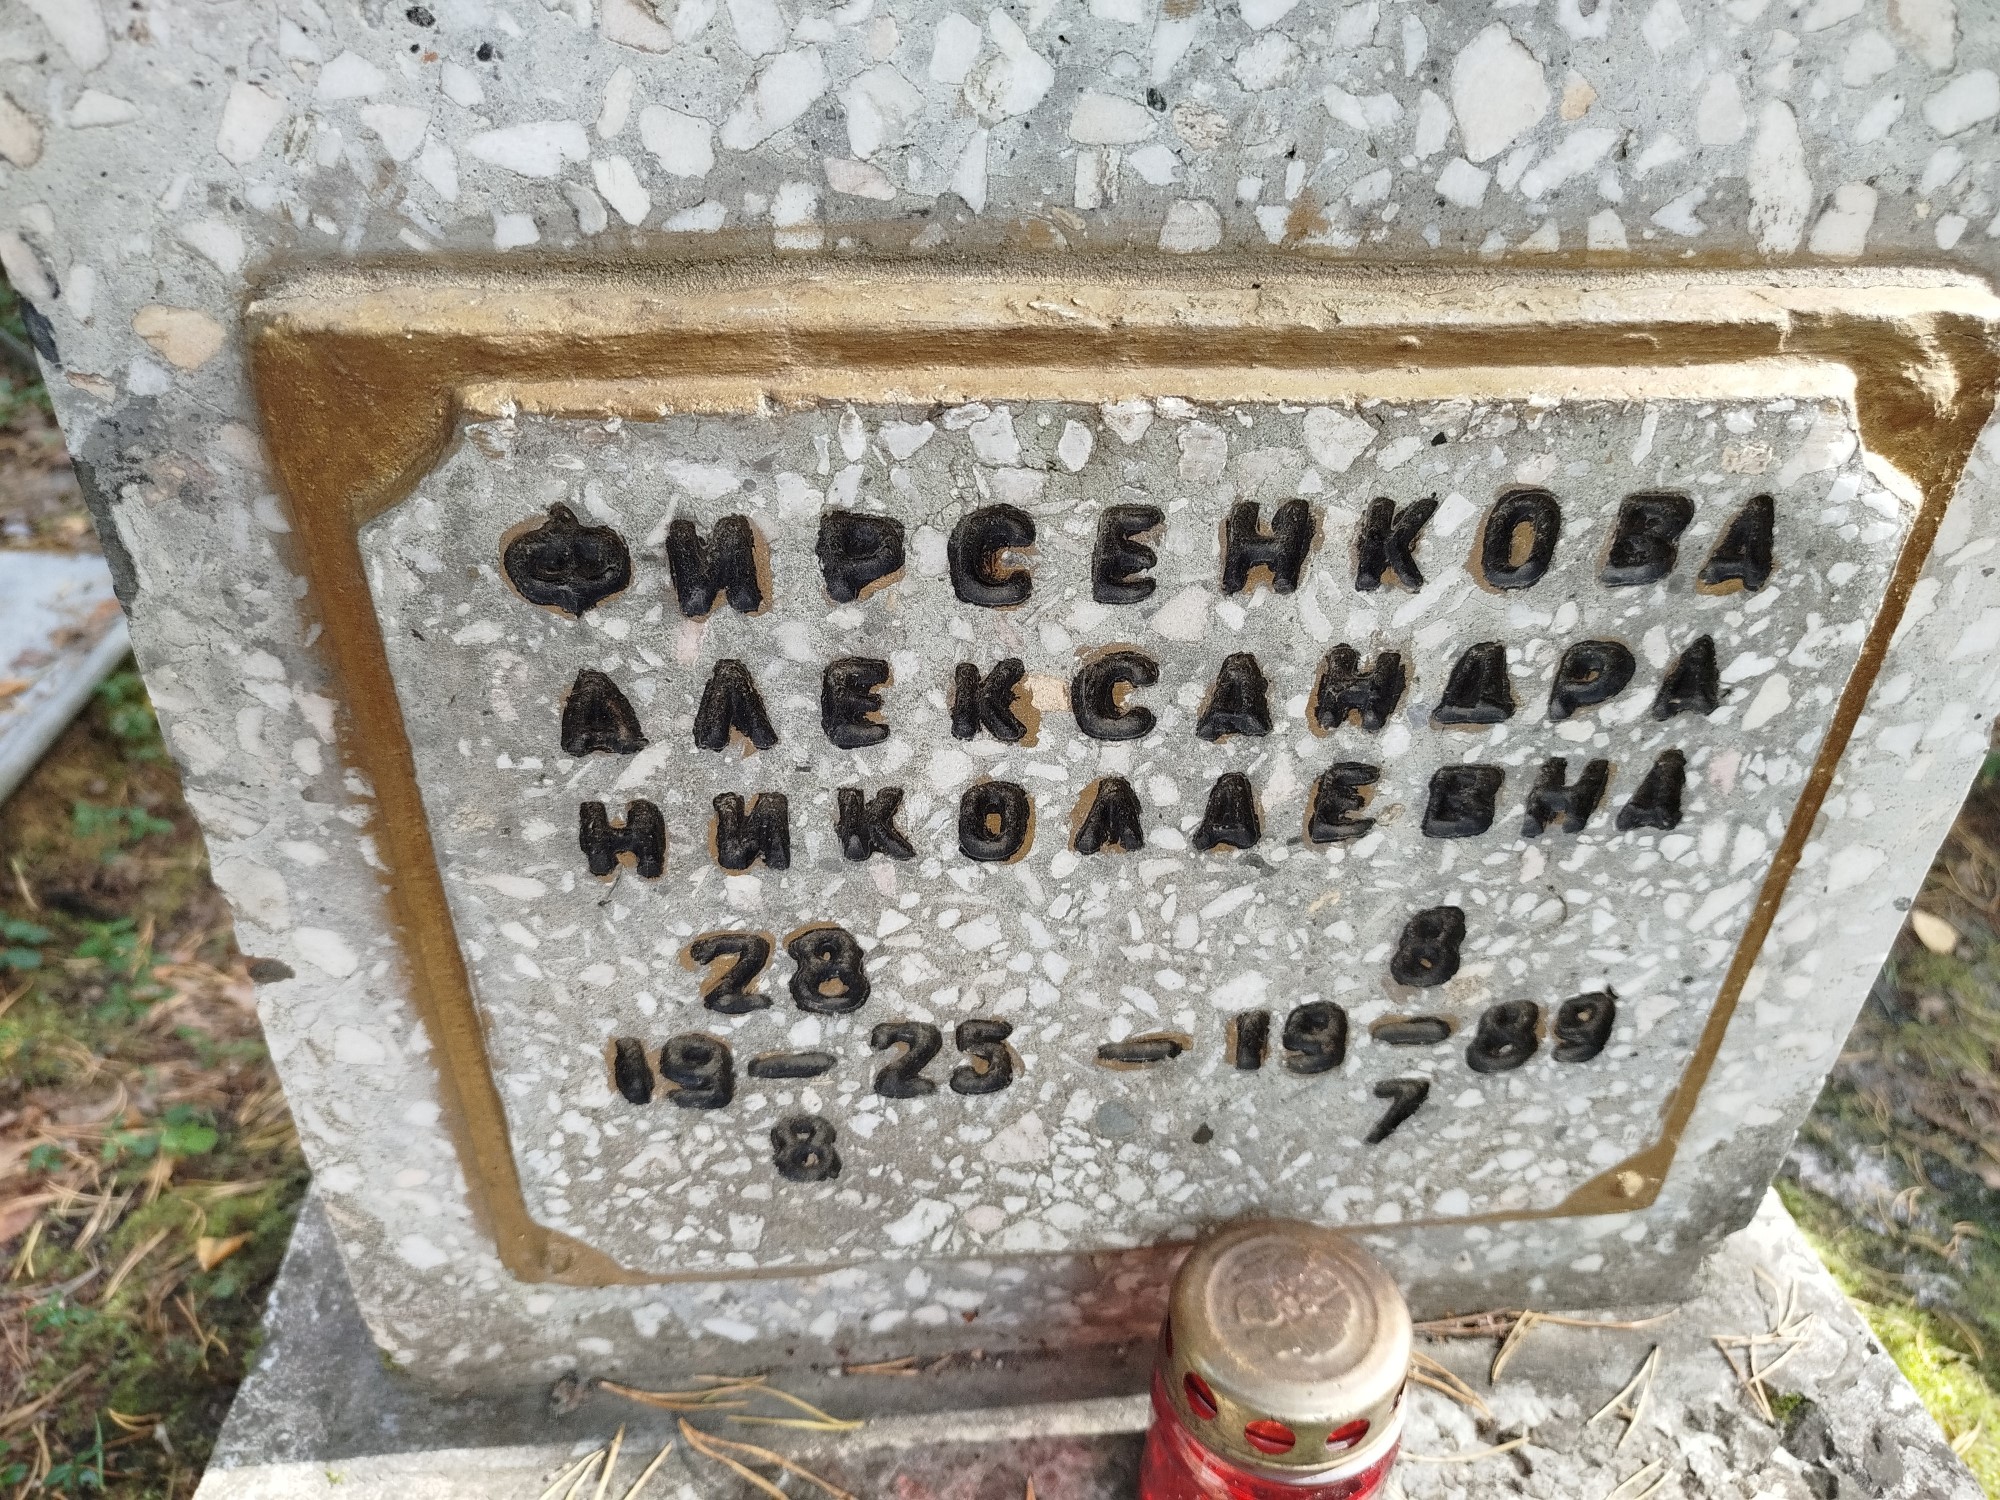 ФИРСЕНКОВА
АЛЕКСАНДРА
НИКОЛАЕВНА
28 8
19-25 - 19-89
8 7